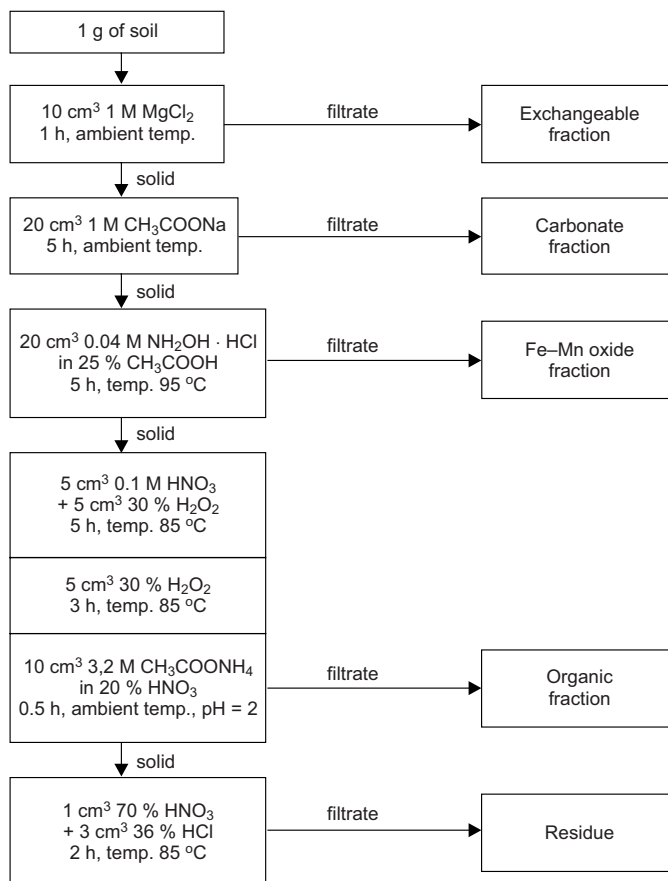 1 g of soil
10 cm³ 1 M MgCl₂
1 h, ambient temp.
filtrate
Exchangeable
fraction
solid
20 cm³ 1 M CH₃COONa
5 h, ambient temp.
filtrate
Carbonate
fraction
solid
20 cm³ 0.04 M NH₂OH · HCl
in 25 % CH₃COOH
5 h, temp. 95 °C
filtrate
Fe–Mn oxide
fraction
solid
5 cm³ 0.1 M HNO₃
+ 5 cm³ 30 % H₂O₂
5 h, temp. 85 °C
5 cm³ 30 % H₂O₂
3 h, temp. 85 °C
10 cm³ 3,2 M CH₃COONH₄
in 20 % HNO₃
0.5 h, ambient temp., pH = 2
filtrate
Organic
fraction
solid
1 cm³ 70 % HNO₃
+ 3 cm³ 36 % HCl
2 h, temp. 85 °C
filtrate
Residue